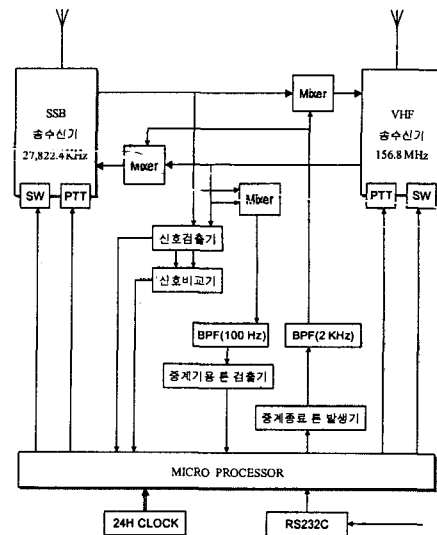 SSB
송수신기
27,822.4 KHz
SW
PTT
Mixer
VHF
송수신기
156.8 MHz
PTT
SW
Mixer
Mixer
신호검출기
신호비교기
BPF(100 Hz)
BPF(2 KHz)
중계기용 톤 검출기
중계종료 톤 발생기
MICRO PROCESSOR
24H CLOCK
RS232C